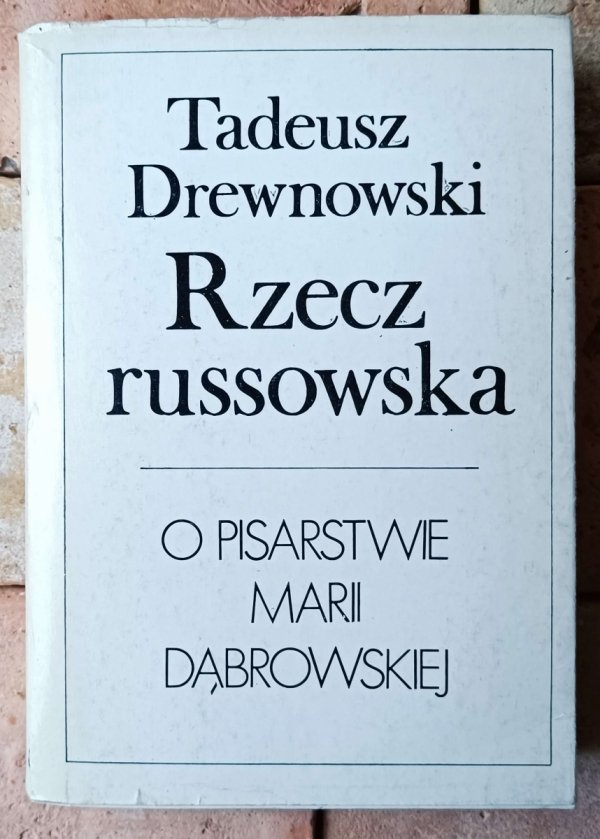 Tadeusz
Drewnowski
Rzecz
russowska
O PISARSTWIE
MARII
DĄBROWSKIEJ